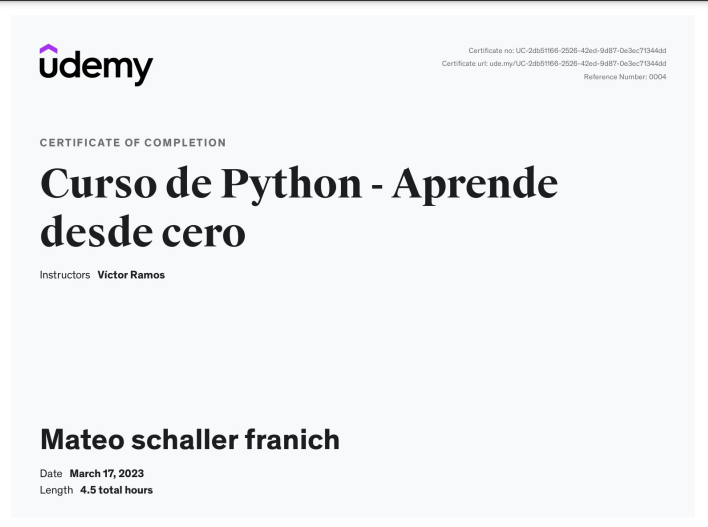 udemy
Certificate no: UC-2db51f66-2526-42ed-9d87-0e3ec71344dd
Certificate url: ude.my/UC-2db51f66-2526-42ed-9d87-0e3ec71344dd
Reference Number: 0004
CERTIFICATE OF COMPLETION
Curso de Python - Aprende
desde cero
Instructors Víctor Ramos
Mateo schaller franich
Date March 17, 2023
Length 4.5 total hours